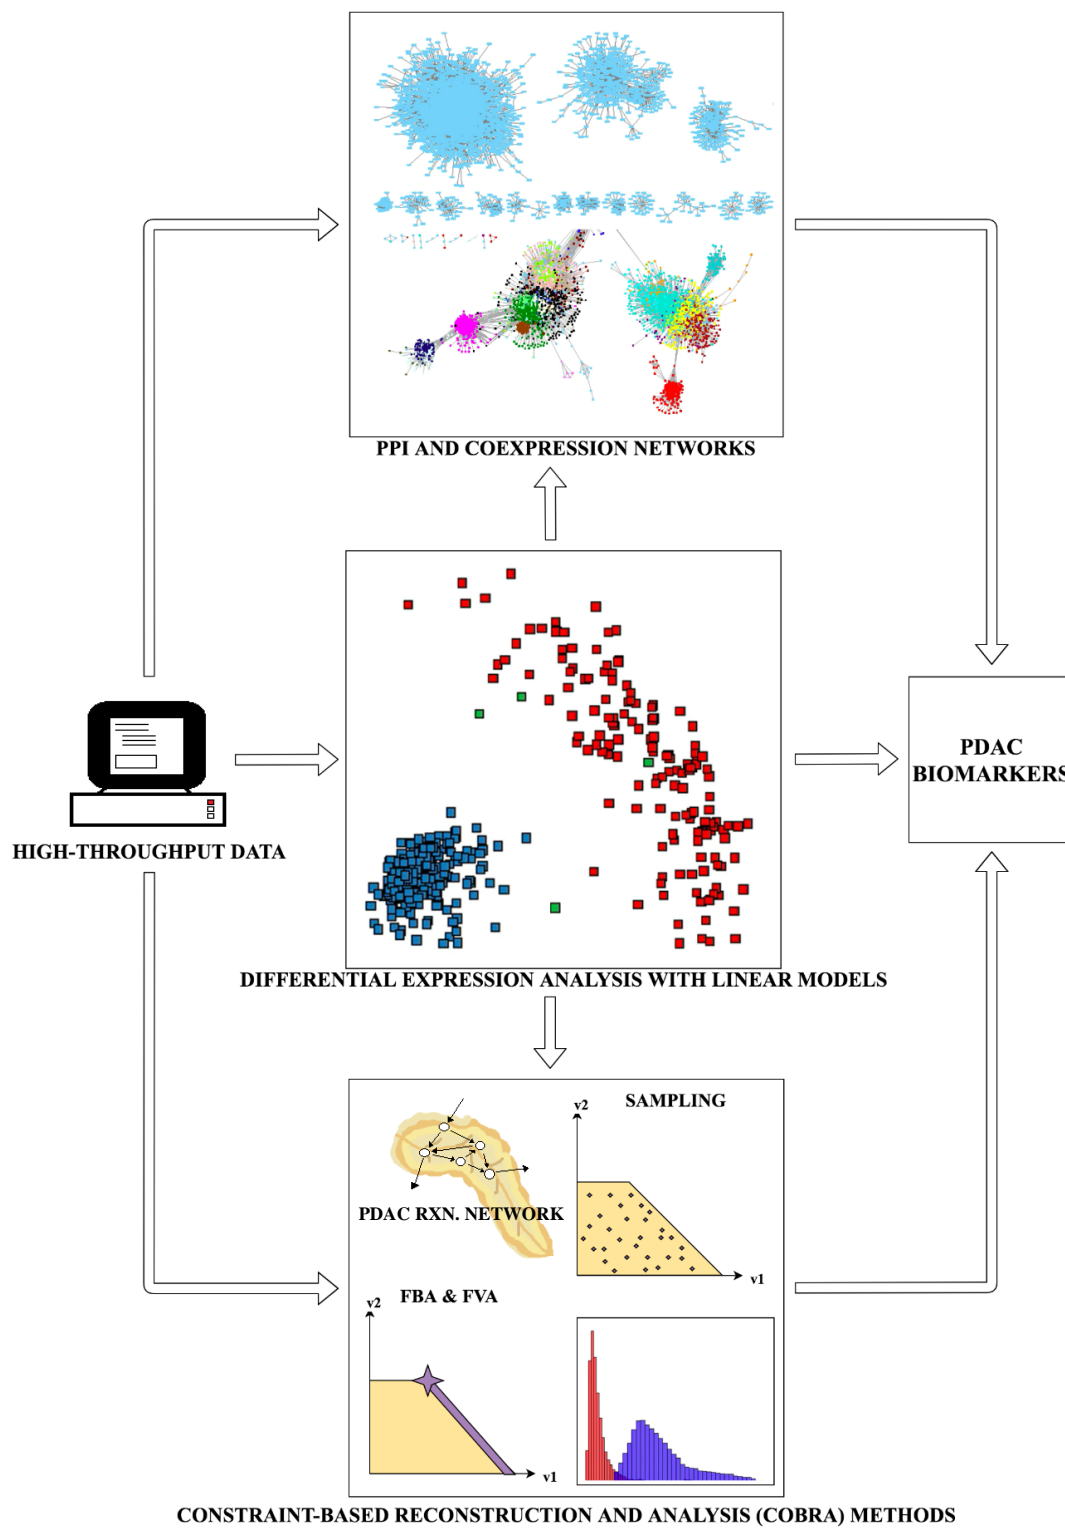 PPI AND COEXPRESSION NETWORKS
HIGH-THROUGHPUT DATA
PDAC
BIOMARKERS
DIFFERENTIAL EXPRESSION ANALYSIS WITH LINEAR MODELS
SAMPLING
v2
v1
PDAC RXN. NETWORK
FBA & FVA
v2
v1
CONSTRAINT-BASED RECONSTRUCTION AND ANALYSIS (COBRA) METHODS